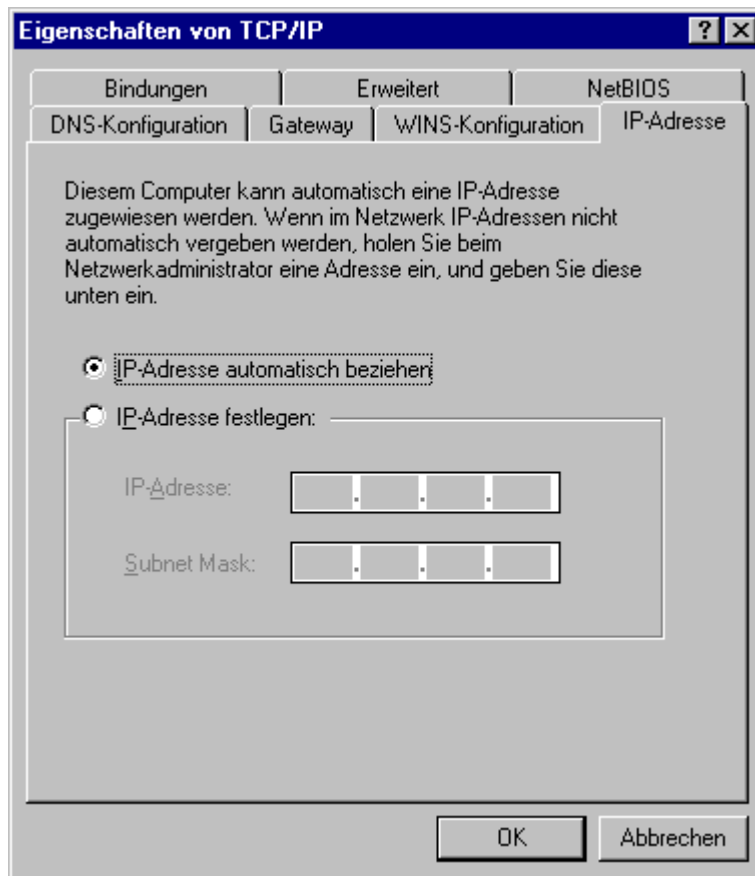 Eigenschaften von TCP/IP
Bindungen Erweitert NetBIOS
DNS-Konfiguration Gateway WINS-Konfiguration IP-Adresse
Diesem Computer kann automatisch eine IP-Adresse
zugewiesen werden. Wenn im Netzwerk IP-Adressen nicht
automatisch vergeben werden, holen Sie beim
Netzwerkadministrator eine Adresse ein, und geben Sie diese
unten ein.
IP-Adresse automatisch beziehen
IP-Adresse festlegen:
IP-Adresse: . . .
Subnet Mask: . . .
OK Abbrechen